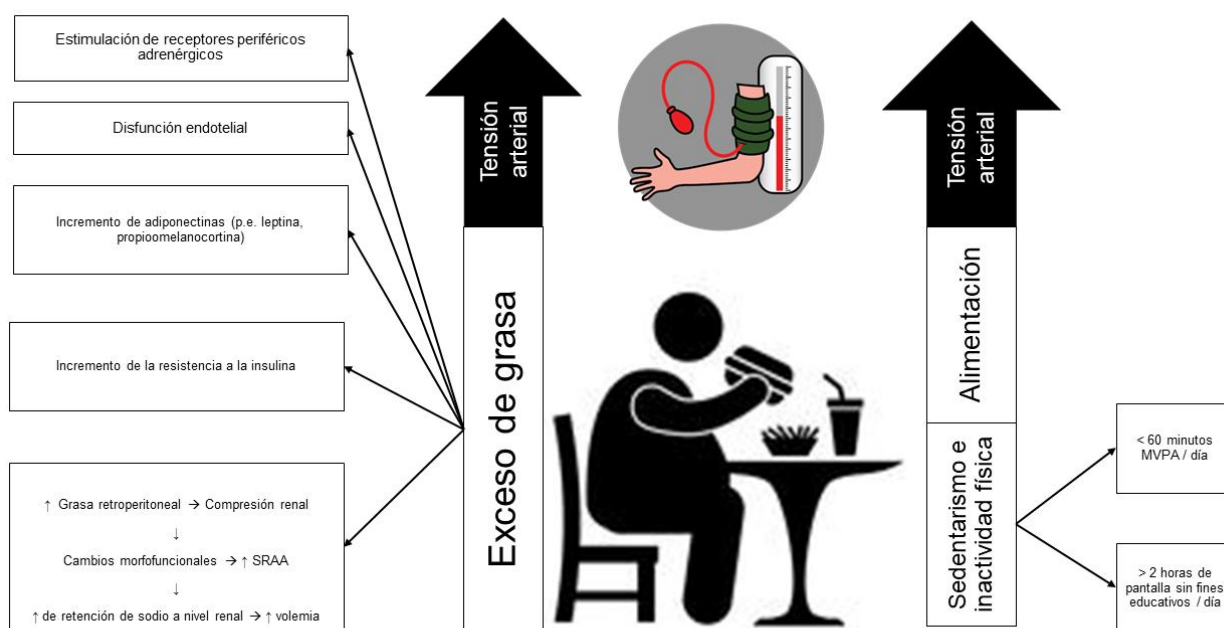 Estimulación de receptores periféricos
adrenérgicos
Disfunción endotelial
Incremento de adiponectinas (p.e. leptina,
propioomelanocortina)
Incremento de la resistencia a la insulina
↑ Grasa retroperitoneal → Compresión renal
↓
Cambios morfofuncionales → ↑ SRAA
↓
↑ de retención de sodio a nivel renal → ↑ volemia
Tensión
arterial
Exceso de grasa
Tensión
arterial
Alimentación
Sedentarismo e
inactividad física
< 60 minutos
MVPA / día
> 2 horas de
pantalla sin fines
educativos / día